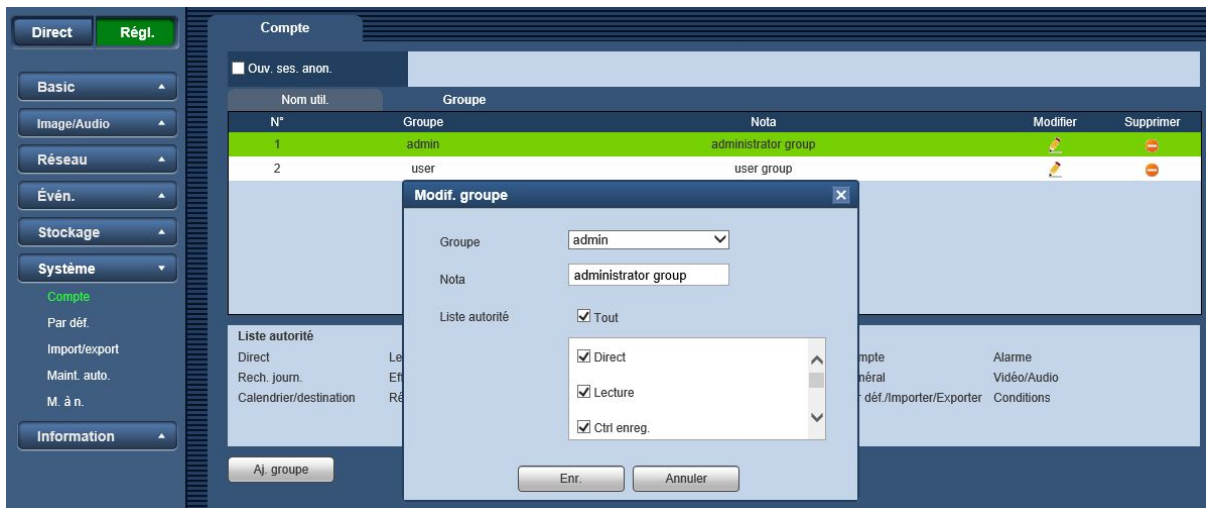 Direct Régl.
Compte
Ouv. ses. anon.
Basic
Nom util. Groupe
Image/Audio
N° Groupe Nota Modifier Supprimer
1 admin administrator group
Réseau
2 user user group
Évén.
Modif. groupe
Stockage
Groupe admin
Système
Nota administrator group
Compte
Liste autorité Tout
Par déf.
Liste autorité
Import/export
Direct Le Direct mpte Alarme
Maint. auto.
Rech. journ. Eff Lecture néral Vidéo/Audio
M. à n.
Calendrier/destination Ré déf./Importer/Exporter Conditions
Ctrl enreg.
Information
Aj. groupe
Enr. Annuler